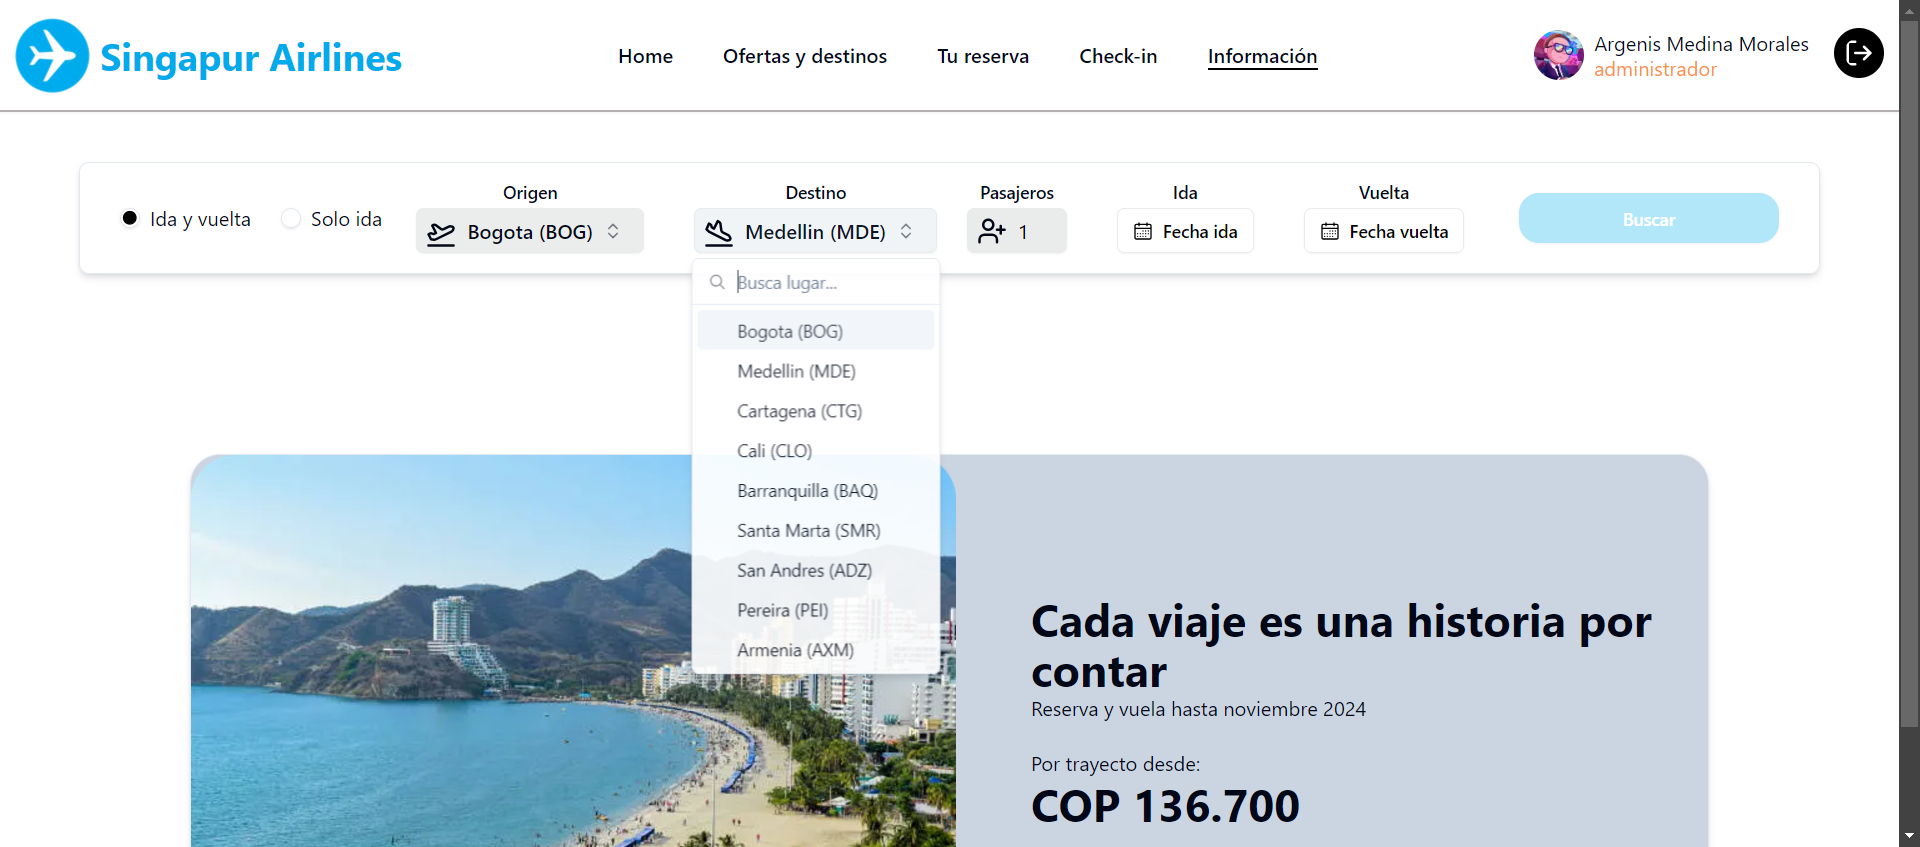 Singapur Airlines
Home
Ofertas y destinos
Tu reserva
Check-in
Información
Argenis Medina Morales
administrador
Ida y vuelta
Solo ida
Origen
Bogota (BOG)
Destino
Medellin (MDE)
Pasajeros
1
Ida
Fecha ida
Vuelta
Fecha vuelta
Buscar
Busca lugar...
Bogota (BOG)
Medellin (MDE)
Cartagena (CTG)
Cali (CLO)
Barranquilla (BAQ)
Santa Marta (SMR)
San Andres (ADZ)
Pereira (PEI)
Armenia (AXM)
Cada viaje es una historia por
contar
Reserva y vuela hasta noviembre 2024
Por trayecto desde:
COP 136.700